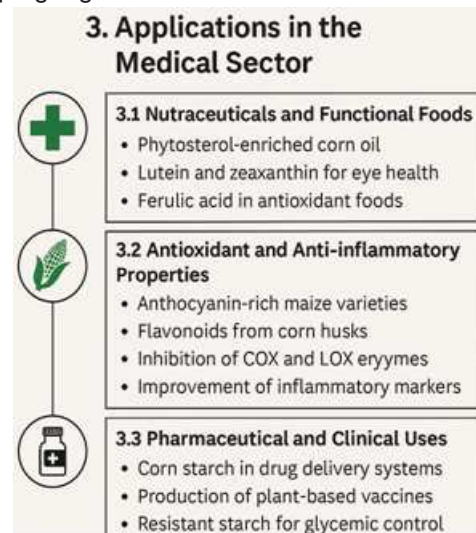 3. Applications in the
Medical Sector
3.1 Nutraceuticals and Functional Foods
• Phytosterol-enriched corn oil
• Lutein and zeaxanthin for eye health
• Ferulic acid in antioxidant foods
3.2 Antioxidant and Anti-inflammatory
Properties
• Anthocyanin-rich maize varieties
• Flavonoids from corn husks
• Inhibition of COX and LOX eryymes
• Improvement of inflammatory markers
3.3 Pharmaceutical and Clinical Uses
• Corn starch in drug delivery systems
• Production of plant-based vaccines
• Resistant starch for glycemic control